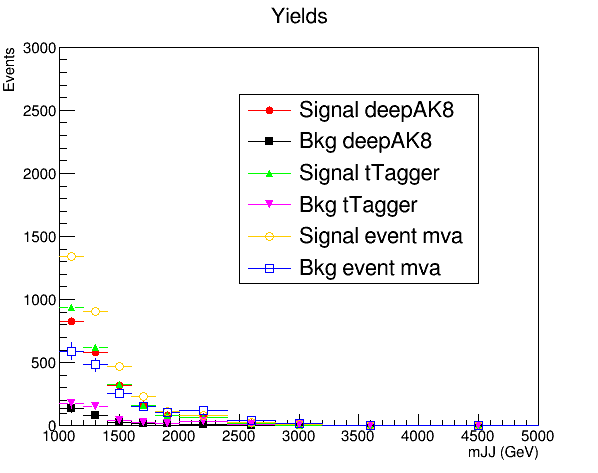 Yields
Events
3000
2500
2000
1500
1000
500
0
Signal deepAK8
Bkg deepAK8
Signal tTagger
Bkg tTagger
Signal event mva
Bkg event mva
1000 1500 2000 2500 3000 3500 4000 4500 5000
mJJ (GeV)